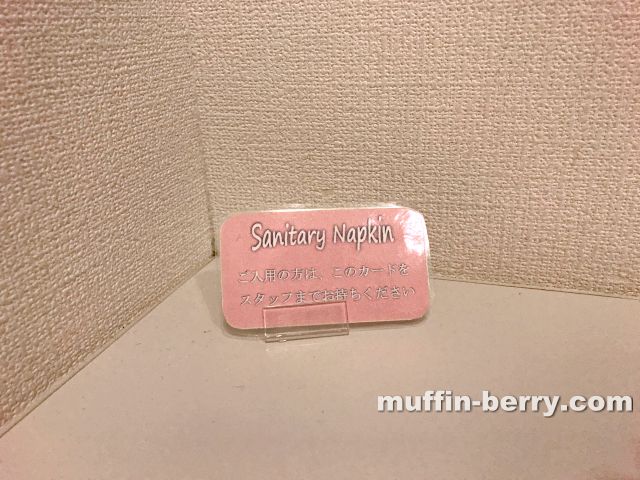 Sanitary Napkin
ご入用の方は、このカードを
スタッフまでお持ちください
muffin-berry.com